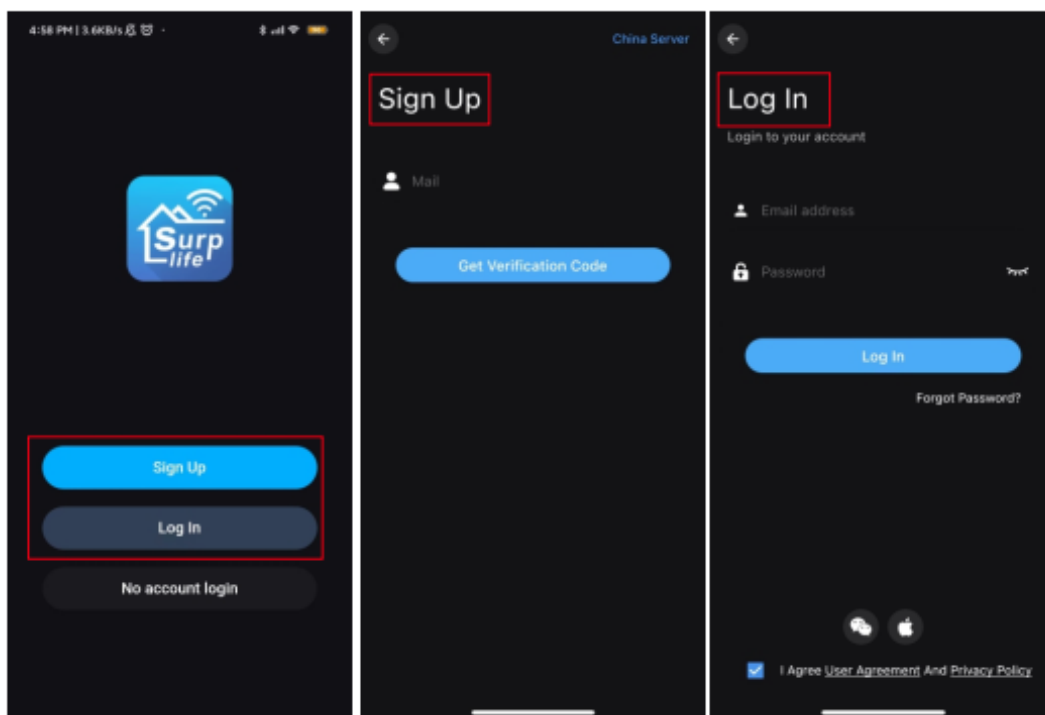 4:58 PM | 3.6KB/s
Surp
life
Sign Up
Log In
No account login
China Server
Sign Up
Mail
Get Verification Code
Log In
Login to your account
Email address
Password
Log In
Forgot Password?
I Agree User Agreement And Privacy Policy